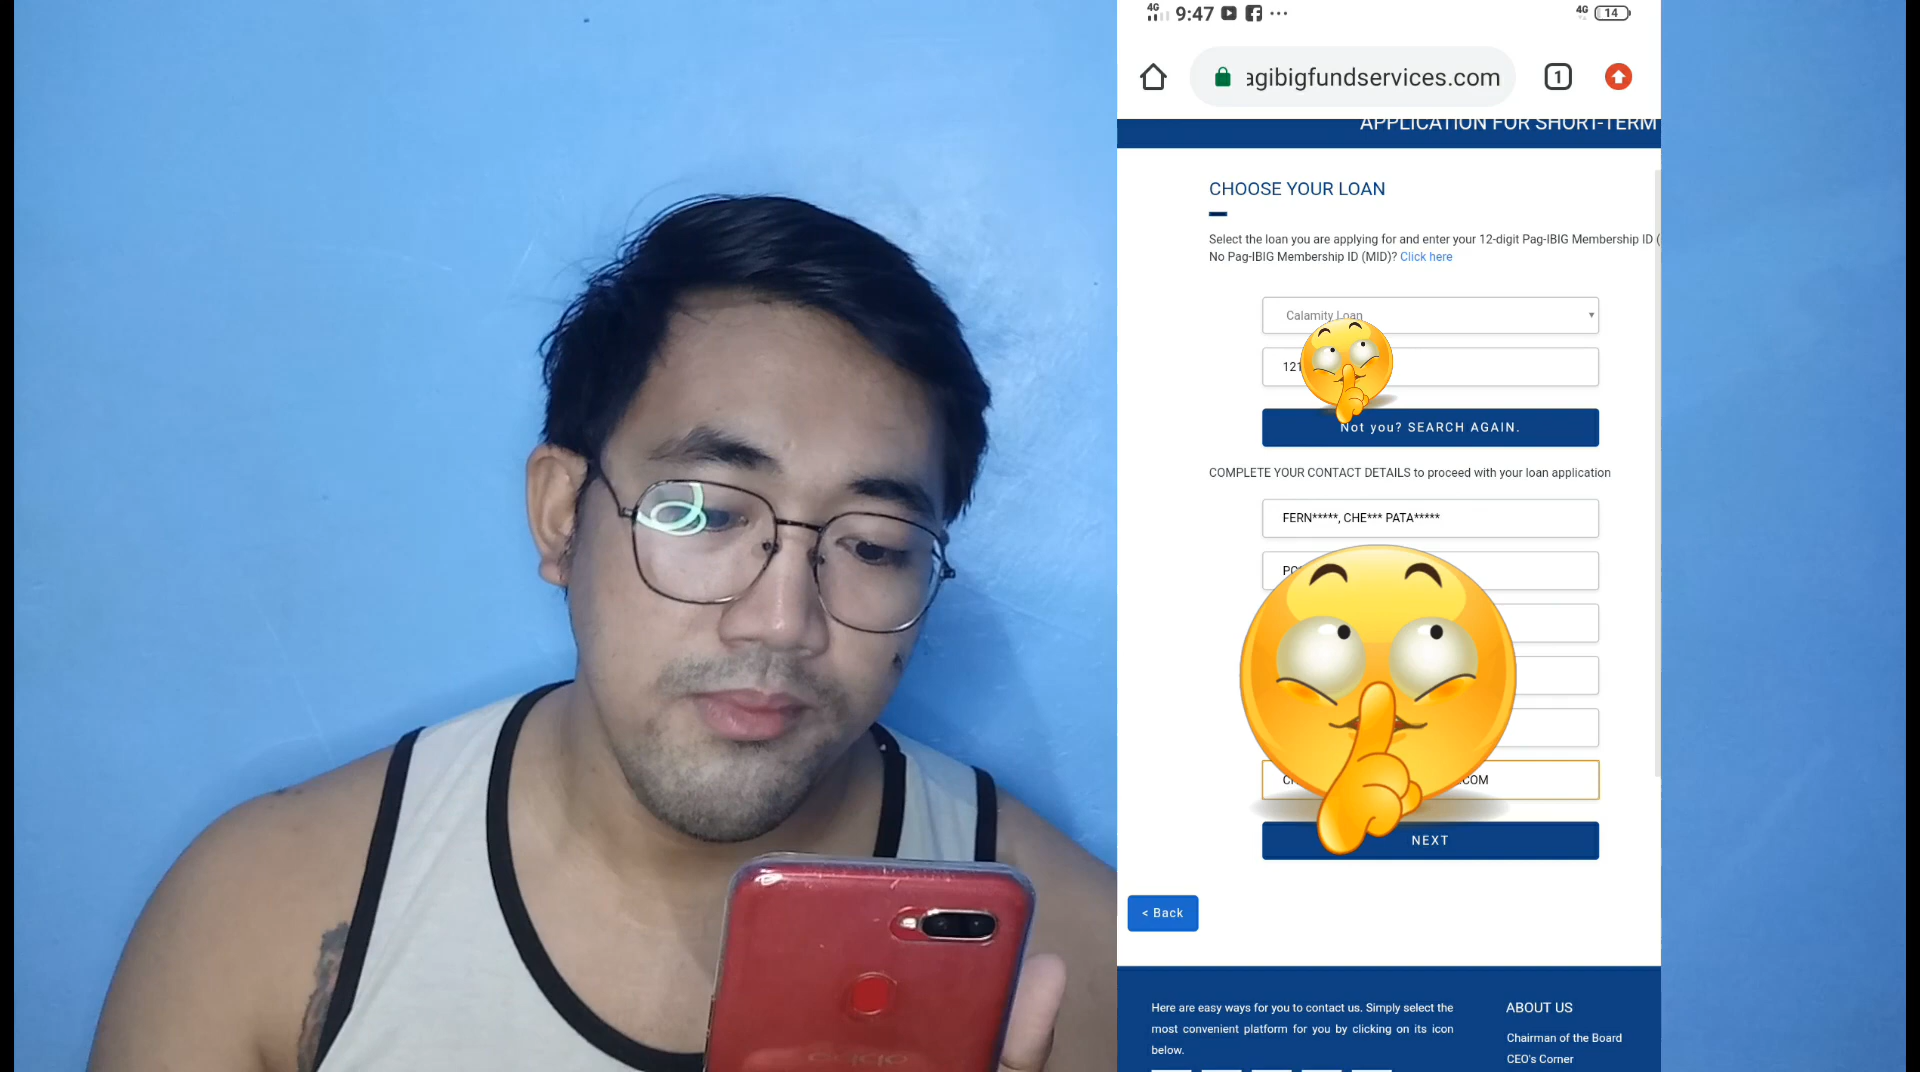 4G 9:47 ...
4G 14
agibigfundservices.com
1
APPLICATION FOR SHORT-TERM
CHOOSE YOUR LOAN
Select the loan you are applying for and enter your 12-digit Pag-IBIG Membership ID (
No Pag-IBIG Membership ID (MID)? Click here
Calamity Loan
121
Not you? SEARCH AGAIN.
COMPLETE YOUR CONTACT DETAILS to proceed with your loan application
FERN*****, CHE*** PATA*****
COM
NEXT
< Back
Here are easy ways for you to contact us. Simply select the
most convenient platform for you by clicking on its icon
below.
ABOUT US
Chairman of the Board
CEO's Corner
oppo